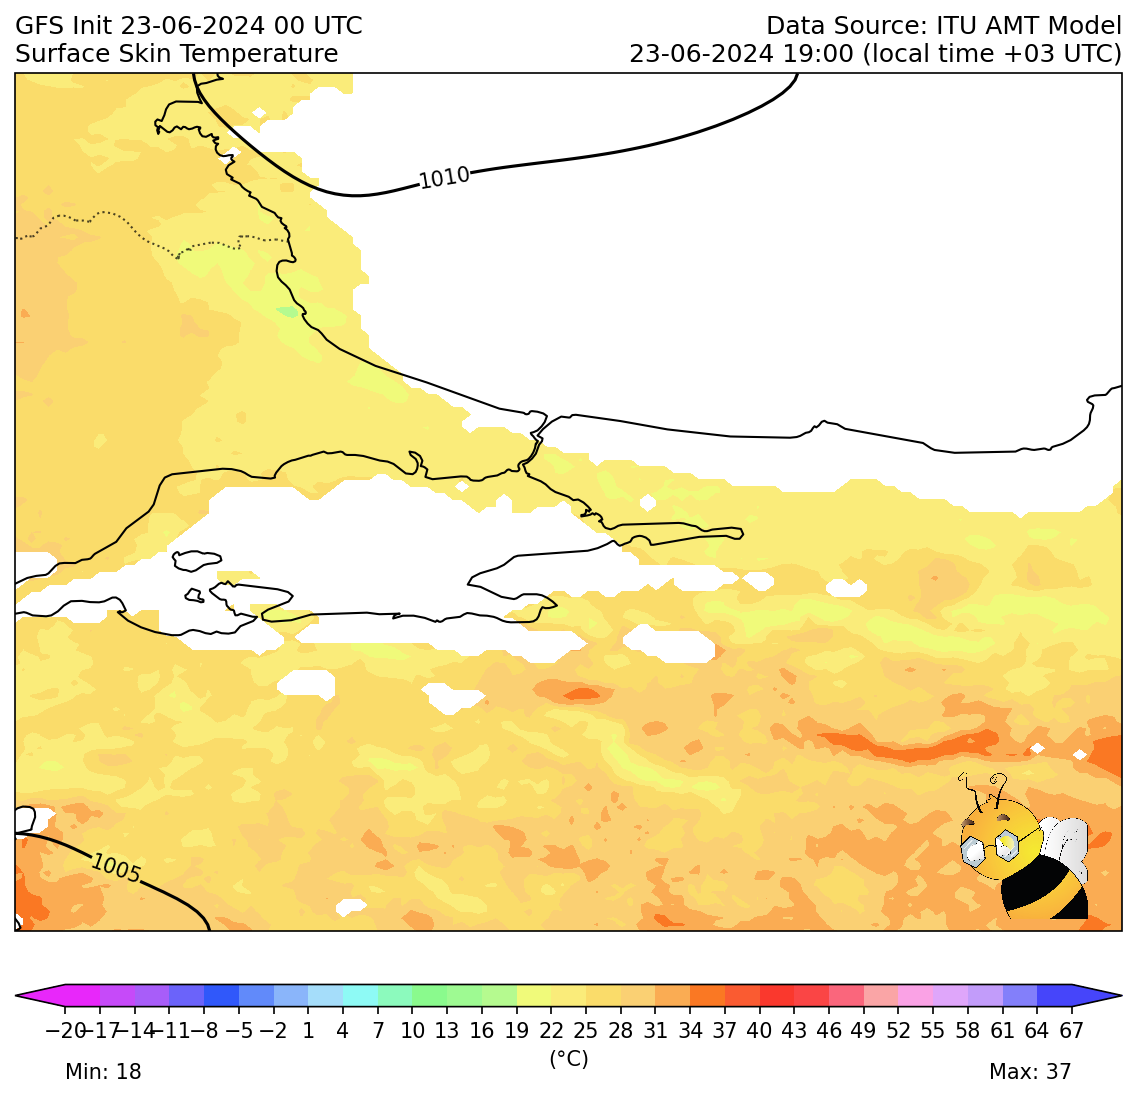 GFS Init 23-06-2024 00 UTC
Surface Skin Temperature
Data Source: ITU AMT Model
23-06-2024 19:00 (local time +03 UTC)
1010
1005
−20 −17 −14 −11 −8 −5 −2 1 4 7 10 13 16 19 22 25 28 31 34 37 40 43 46 49 52 55 58 61 64 67
(°C)
Min: 18
Max: 37